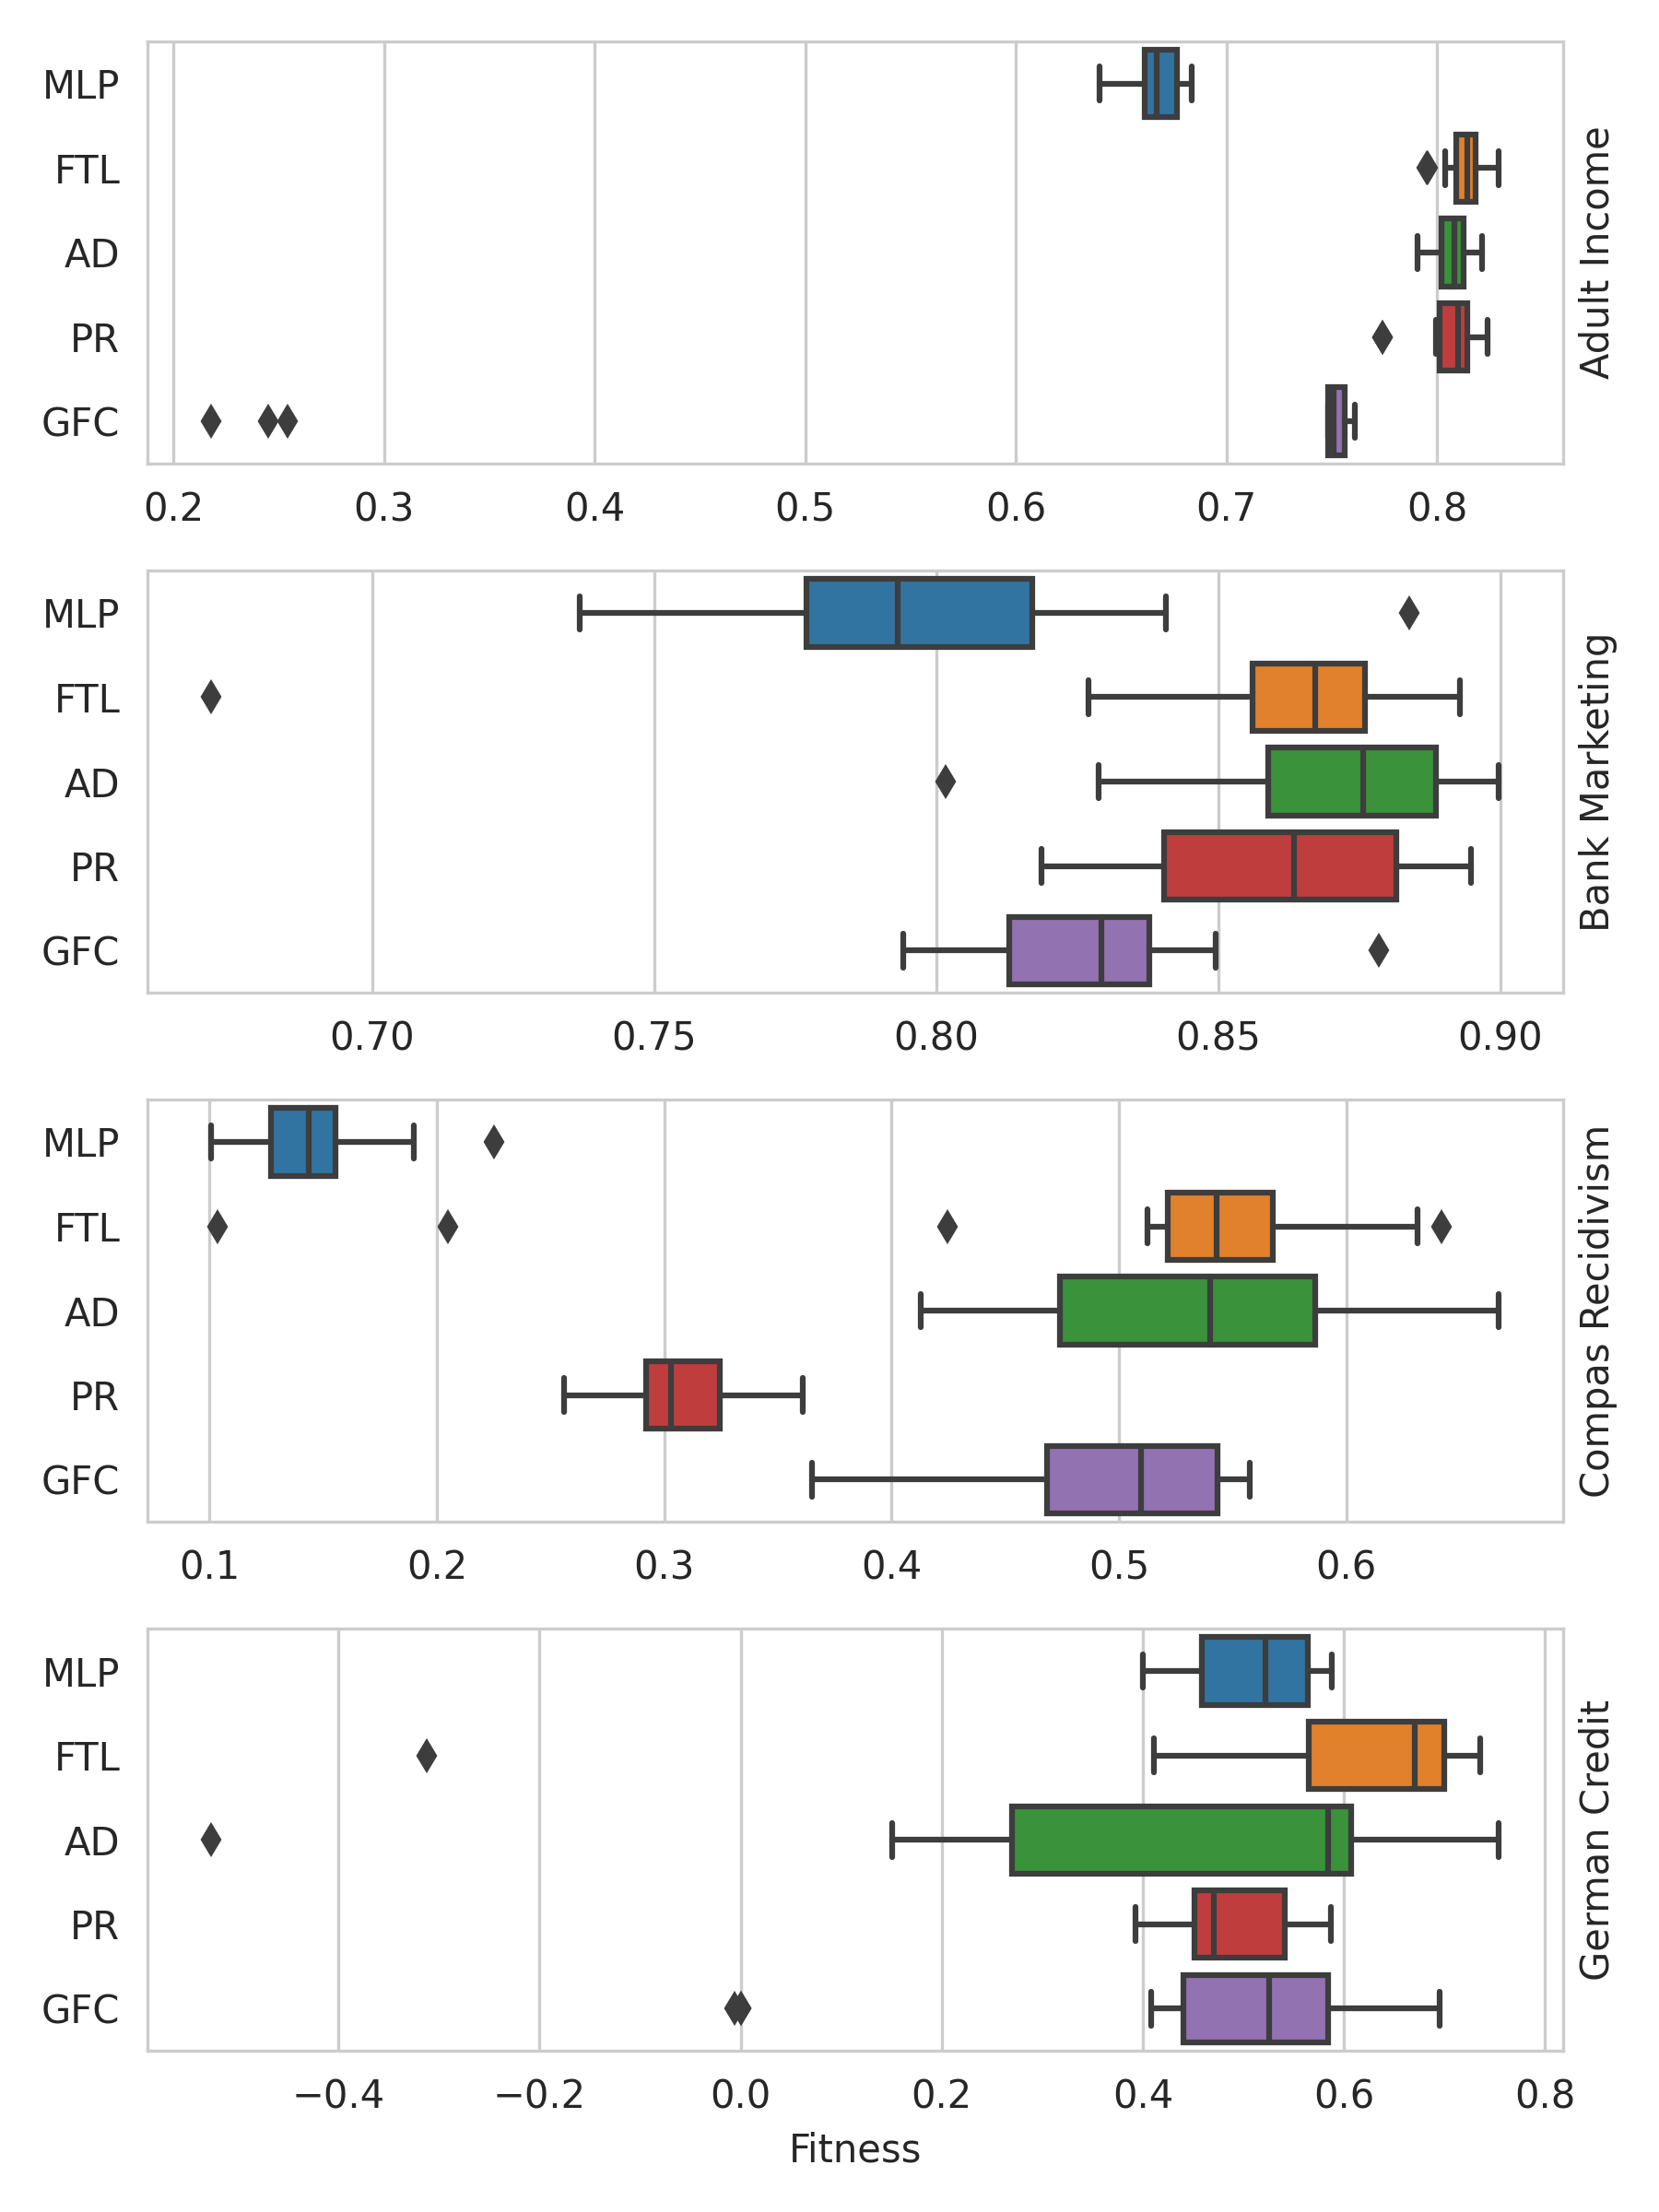 MLP
FTL
AD
PR
GFC
0.2 0.3 0.4 0.5 0.6 0.7 0.8
Adult Income
MLP
FTL
AD
PR
GFC
0.70 0.75 0.80 0.85 0.90
Bank Marketing
MLP
FTL
AD
PR
GFC
0.1 0.2 0.3 0.4 0.5 0.6
Compas Recidivism
MLP
FTL
AD
PR
GFC
−0.4 −0.2 0.0 0.2 0.4 0.6 0.8
German Credit
Fitness